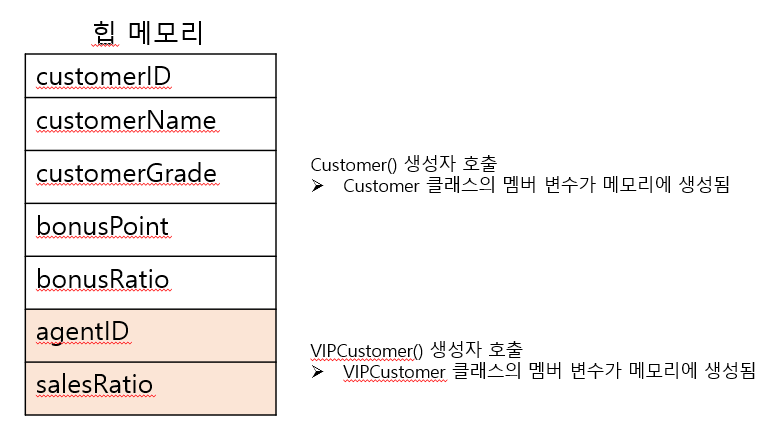 힙 메모리
customerID
customerName
customerGrade
bonusPoint
bonusRatio
agentID
salesRatio
Customer() 생성자 호출
➢ Customer 클래스의 멤버 변수가 메모리에 생성됨
VIPCustomer() 생성자 호출
➢ VIPCustomer 클래스의 멤버 변수가 메모리에 생성됨